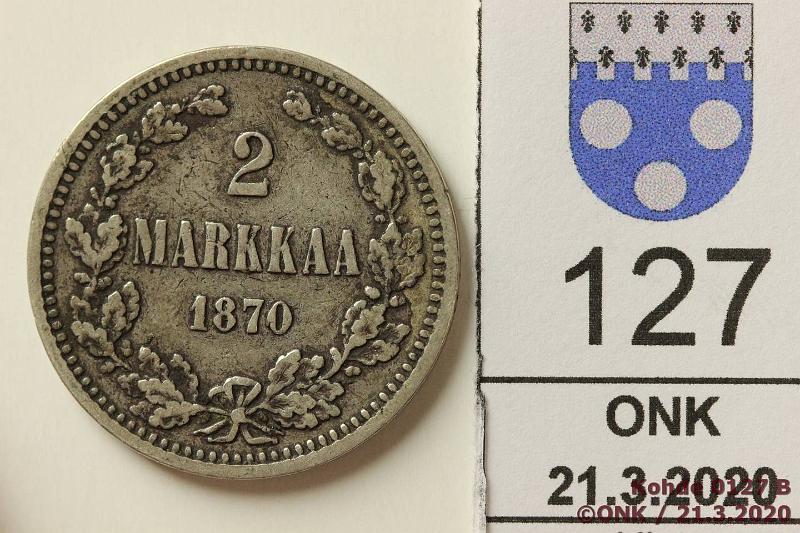 2
MARKKAA
1870
127
ONK
21.3.2020
Kohde 0127 B
©ONK / 21.3.2020